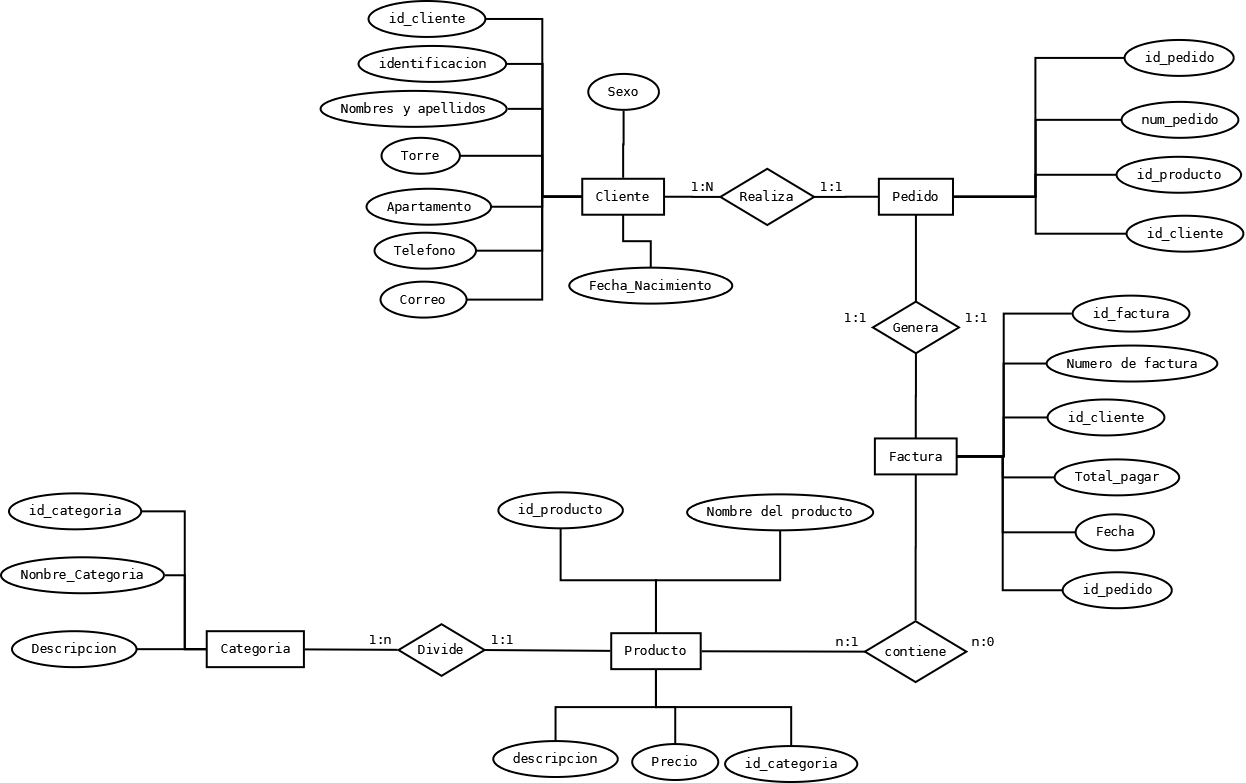 id_cliente
identificacion
Nombres y apellidos
Torre
Apartamento
Telefono
Correo
Sexo
Cliente
Fecha_Nacimiento
1:N
Realiza
1:1
Pedido
id_pedido
num_pedido
id_producto
id_cliente
1:1
Genera
1:1
Factura
id_factura
Numero de factura
id_cliente
Total_pagar
Fecha
id_pedido
id_categoria
Nonbre_Categoria
Descripcion
Categoria
1:n
Divide
1:1
id_producto
Nombre del producto
Producto
n:1
contiene
n:0
descripcion
Precio
id_categoria